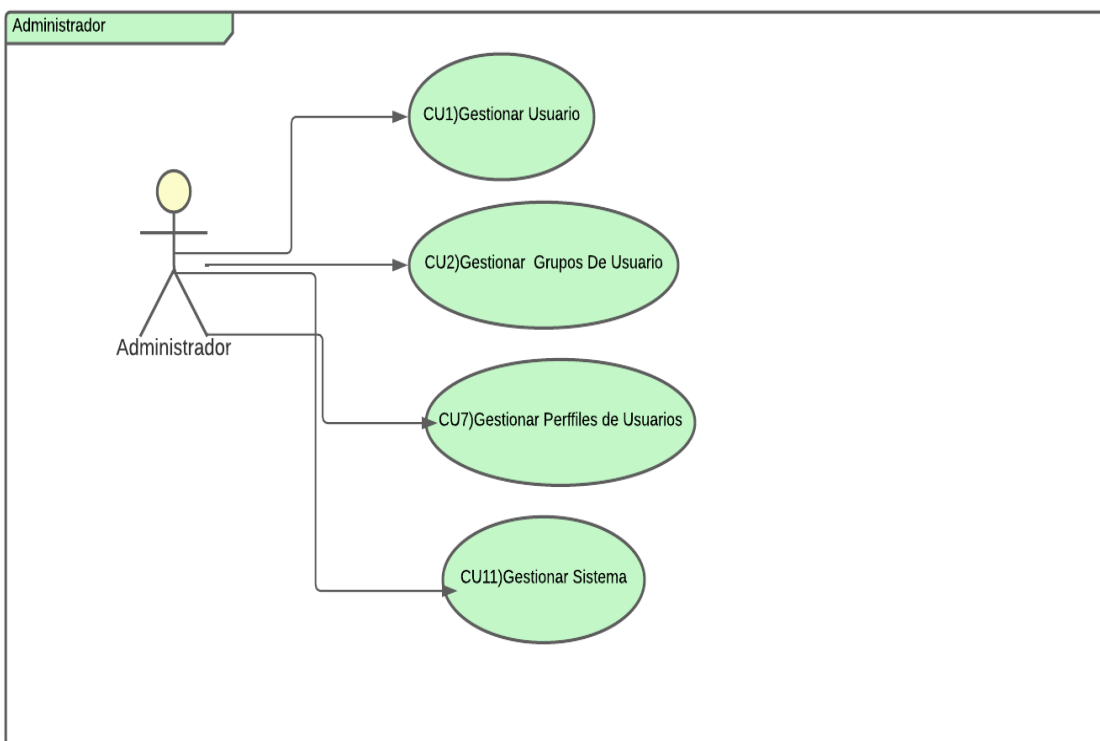 Administrador
CU1)Gestionar Usuario
CU2)Gestionar  Grupos De Usuario
Administrador
CU7)Gestionar Perffiles de Usuarios
CU11)Gestionar Sistema